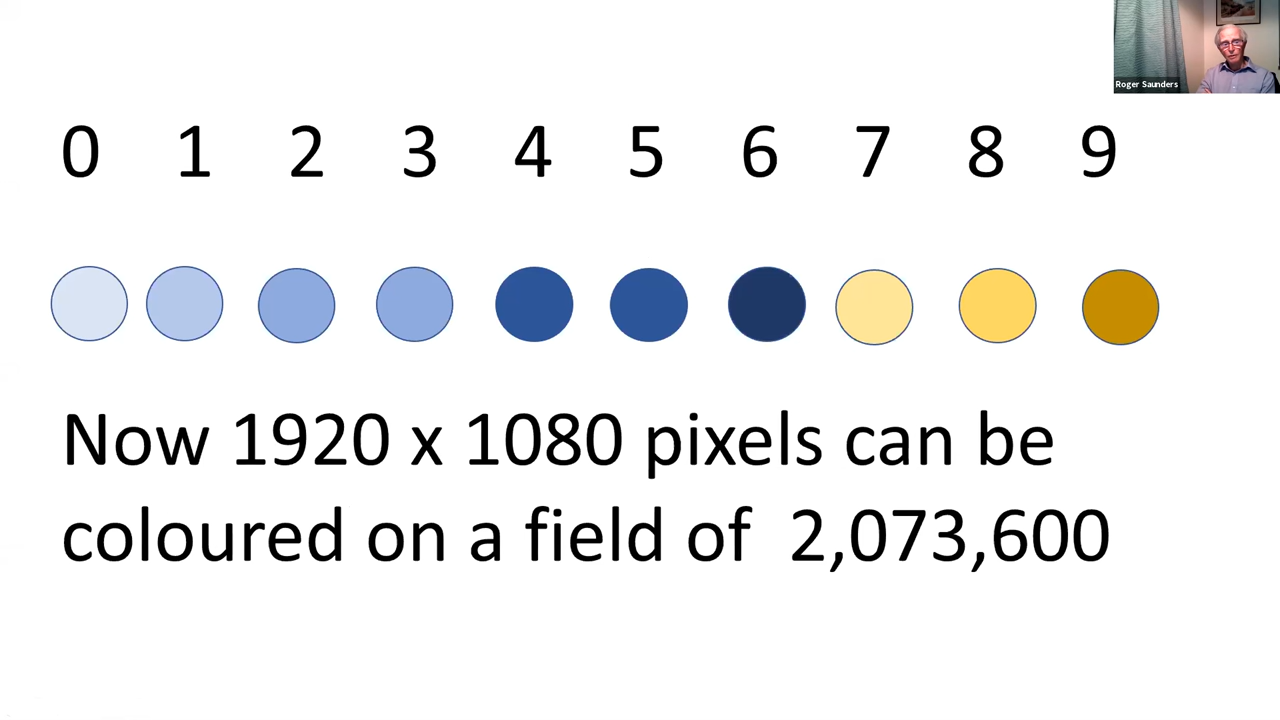 Roger Saunders
0 1 2 3 4 5 6 7 8 9
Now 1920 x 1080 pixels can be
coloured on a field of 2,073,600